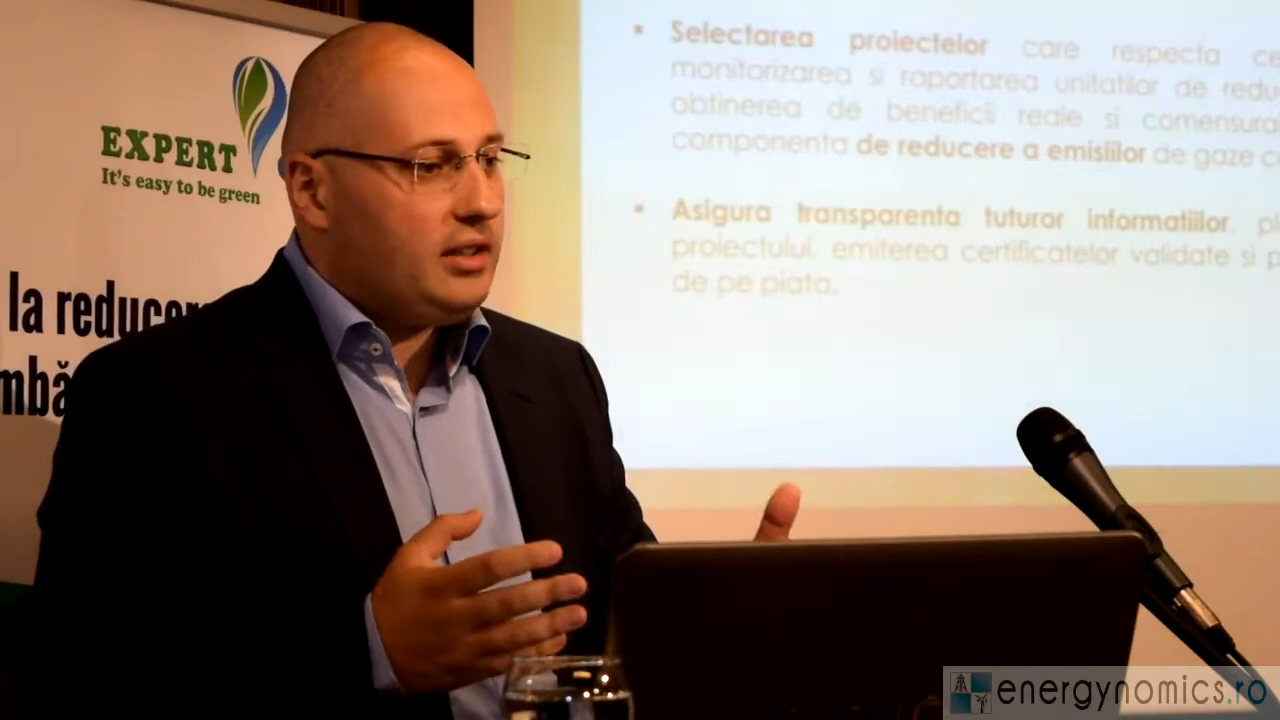 EXPERT
It's easy to be green
la reducer
mbă
▪ Selectarea proiectelor care respecta
monitorizarea si raportarea unitatilor de
obtinerea de beneficii reale si
componenta de reducere a emisiilor de gaze
▪ Asigura transparenta tuturor informatiilor,
proiectului, emiterea certificatelor validate si
de pe piata.
energynomics.ro